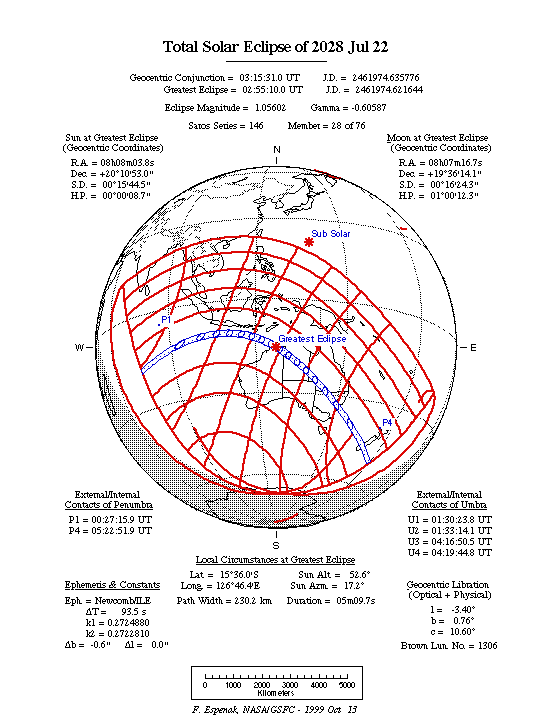 Total Solar Eclipse of 2028 Jul 22
Geocentric Conjunction = 03:15:31.0 UT J.D. = 2461974.635776
Greatest Eclipse = 02:55:10.0 UT J.D. = 2461974.621644
Eclipse Magnitude = 1.05602 Gamma = -0.60587
Saros Series = 146 Member = 28 of 76
Sun at Greatest Eclipse
(Geocentric Coordinates)
R.A. = 08h08m03.8s
Dec. = +20°10'53.0"
S.D. = 00°15'44.5"
H.P. = 00°00'08.7"
Moon at Greatest Eclipse
(Geocentric Coordinates)
R.A. = 08h07m16.7s
Dec. = +19°36'14.1"
S.D. = 00°16'24.3"
H.P. = 01°00'12.3"
N
Sub Solar
P1
Greatest Eclipse
W
E
P4
S
External/Internal
Contacts of Penumbra
P1 = 00:27:15.9 UT
P4 = 05:22:51.9 UT
External/Internal
Contacts of Umbra
U1 = 01:30:23.8 UT
U2 = 01:33:14.1 UT
U3 = 04:16:50.5 UT
U4 = 04:19:44.8 UT
Local Circumstances at Greatest Eclipse
Lat. = 15°36.0'S Sun Alt. = 52.6°
Long. = 126°46.4'E Sun Azm. = 17.2°
Path Width = 230.2 km Duration = 05m09.7s
Ephemeris & Constants
Eph. = Newcomb/ILE
ΔT = 93.5 s
k1 = 0.2724880
k2 = 0.2722810
Δb = -0.6" Δl = 0.0"
Geocentric Libration
(Optical + Physical)
l = -3.40°
b = 0.76°
c = 10.60°
Brown Lun. No. = 1306
0 1000 2000 3000 4000 5000
Kilometers
F. Espenak, NASA/GSFC - 1999 Oct 13